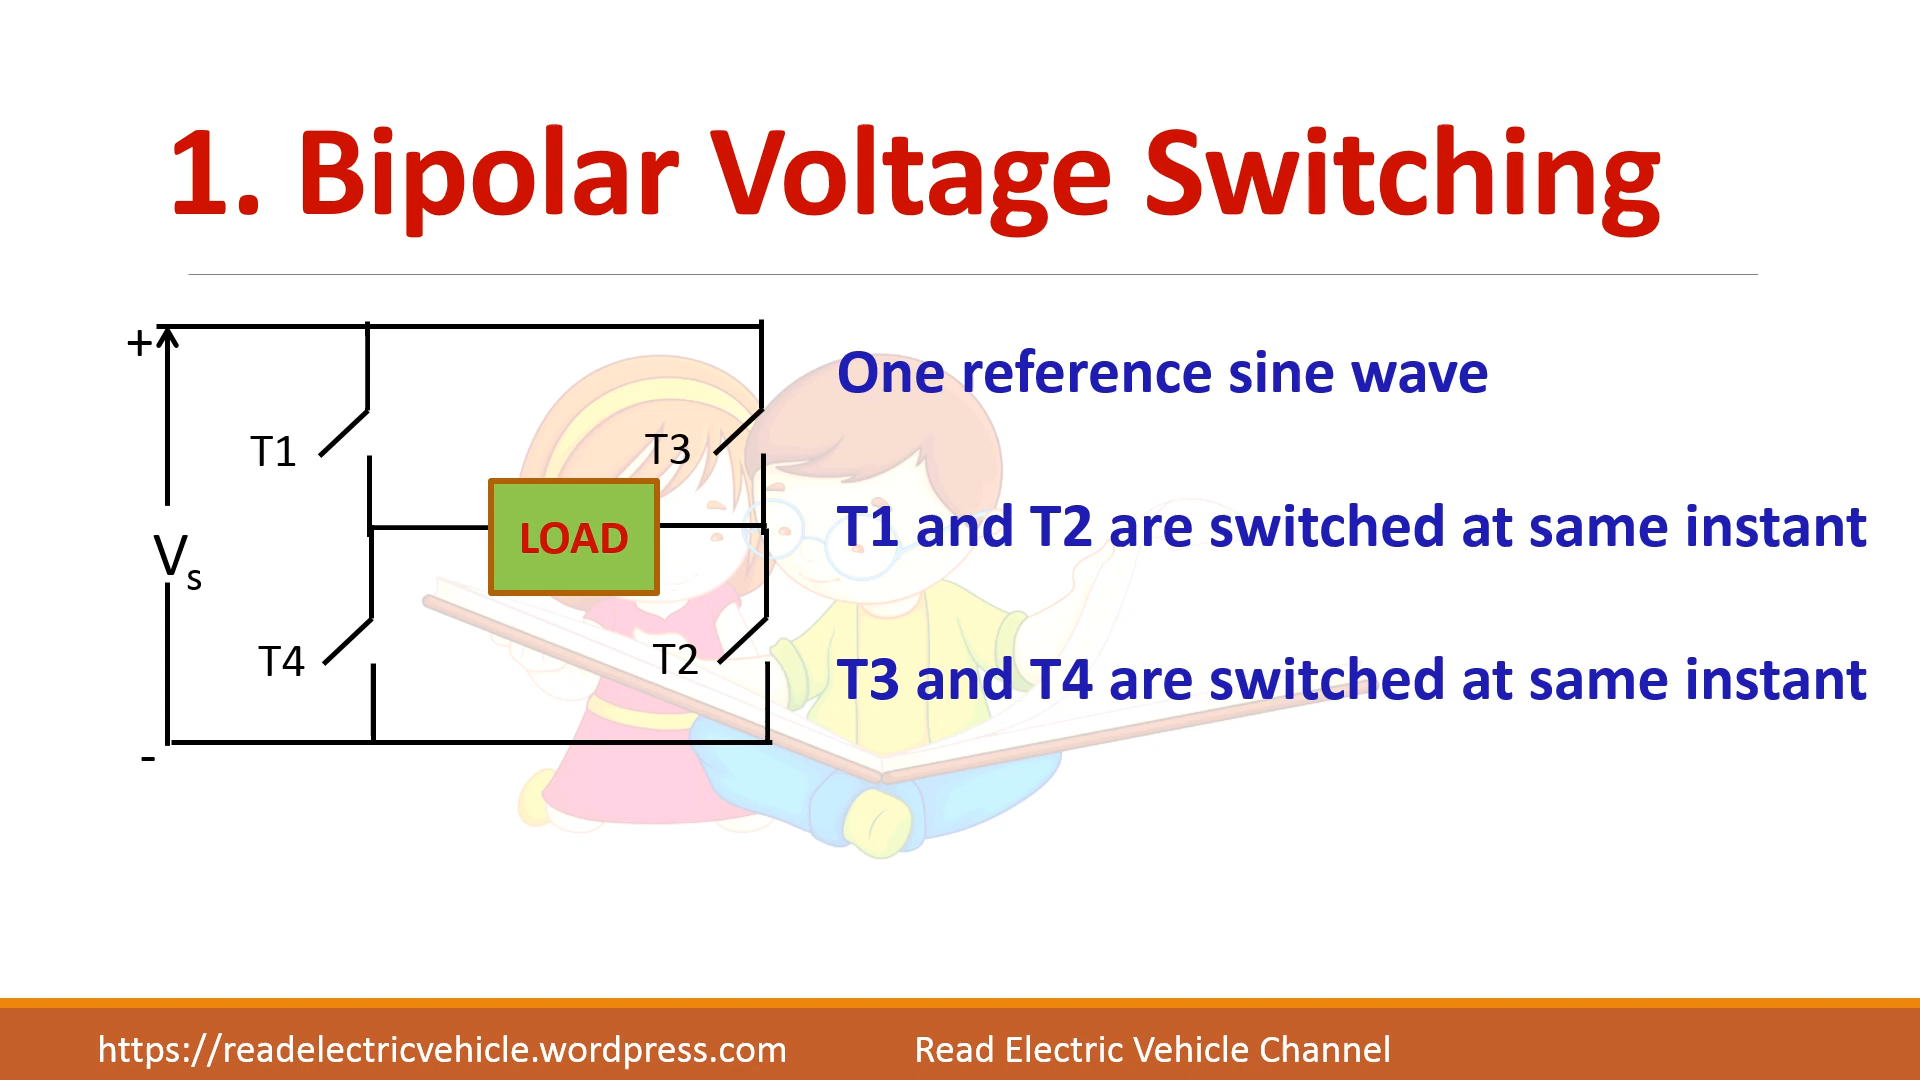 1. Bipolar Voltage Switching
+
One reference sine wave
T1
T3
LOAD
T1 and T2 are switched at same instant
Vs
T4
T2
T3 and T4 are switched at same instant
-
https://readelectricvehicle.wordpress.com
Read Electric Vehicle Channel